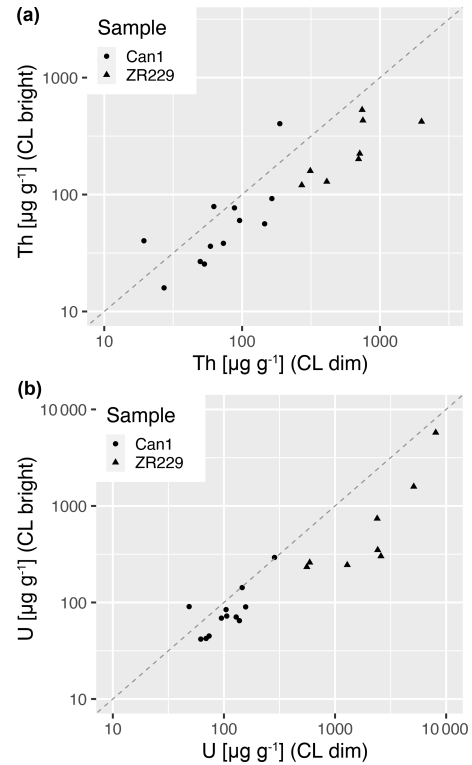 (a)
Sample
Can1
ZR229
1000
100
10
Th [µg g⁻¹] (CL bright)
10 100 1000
Th [µg g⁻¹] (CL dim)
(b)
Sample
Can1
ZR229
10 000
1000
100
10
U [µg g⁻¹] (CL bright)
10 100 1000 10 000
U [µg g⁻¹] (CL dim)